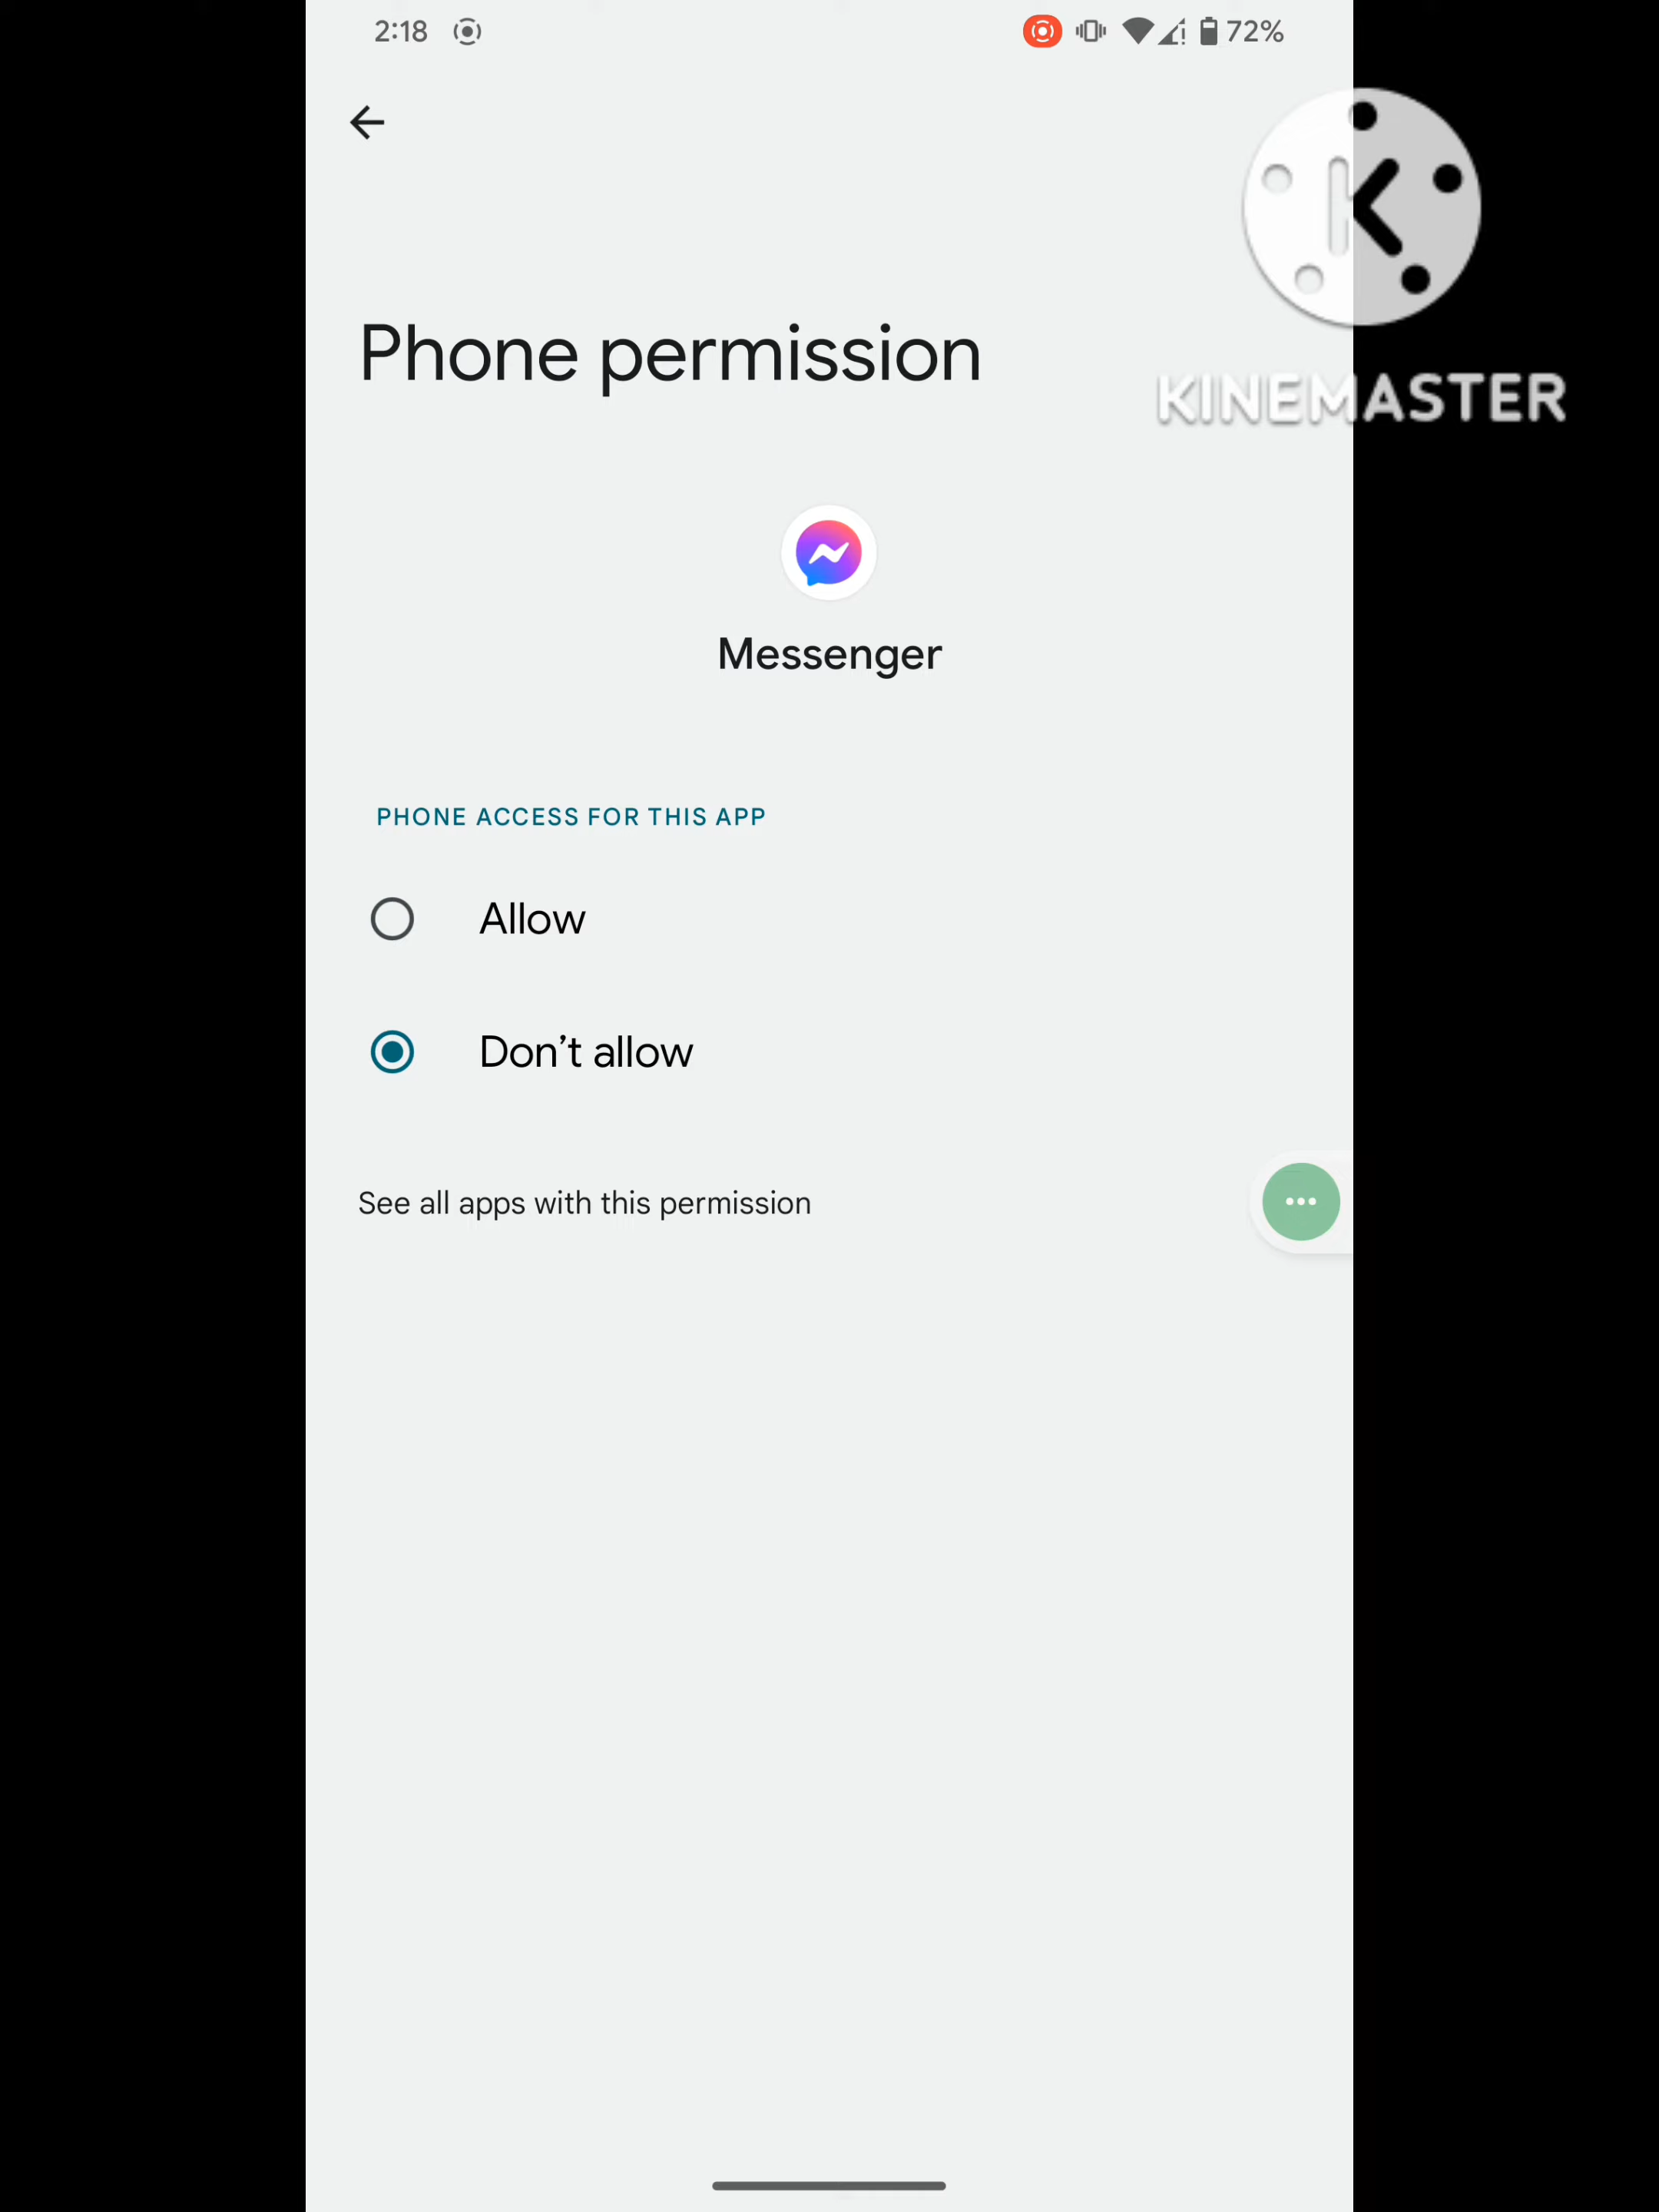 2:18
72%
KINEMASTER
Phone permission
Messenger
PHONE ACCESS FOR THIS APP
Allow
Don't allow
See all apps with this permission